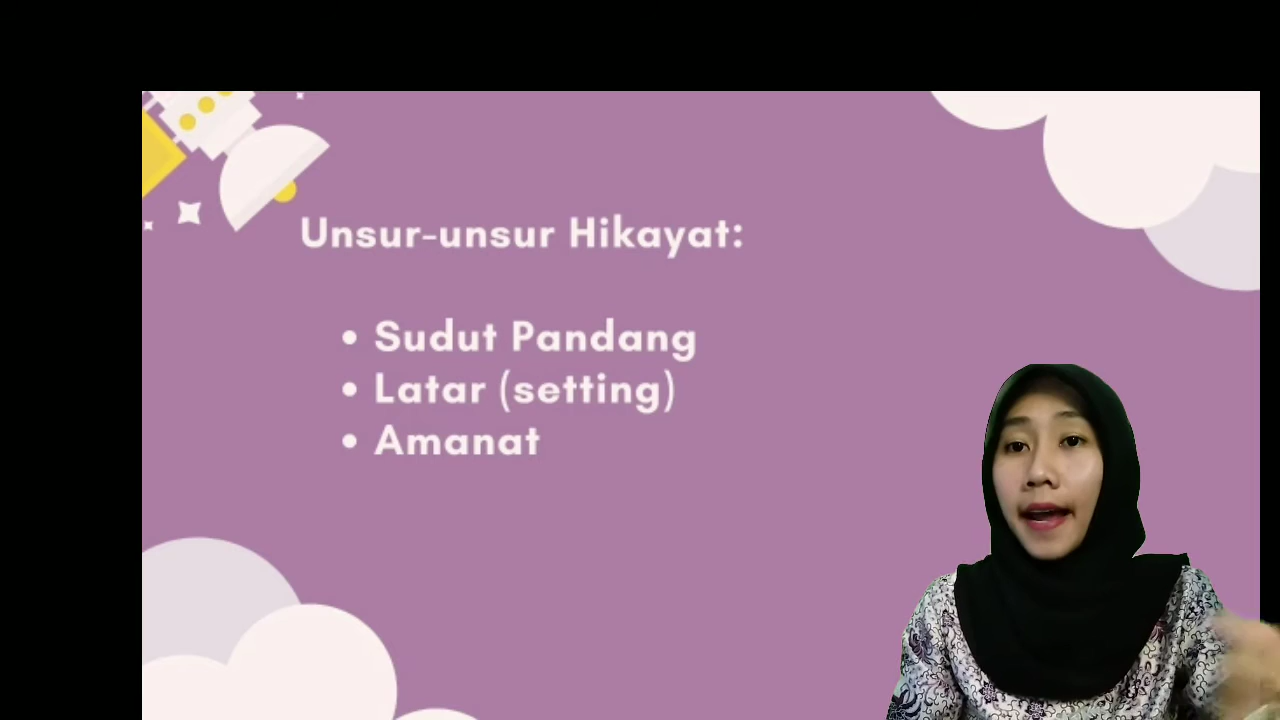 Unsur-unsur Hikayat:
• Sudut Pandang
• Latar (setting)
• Amanat